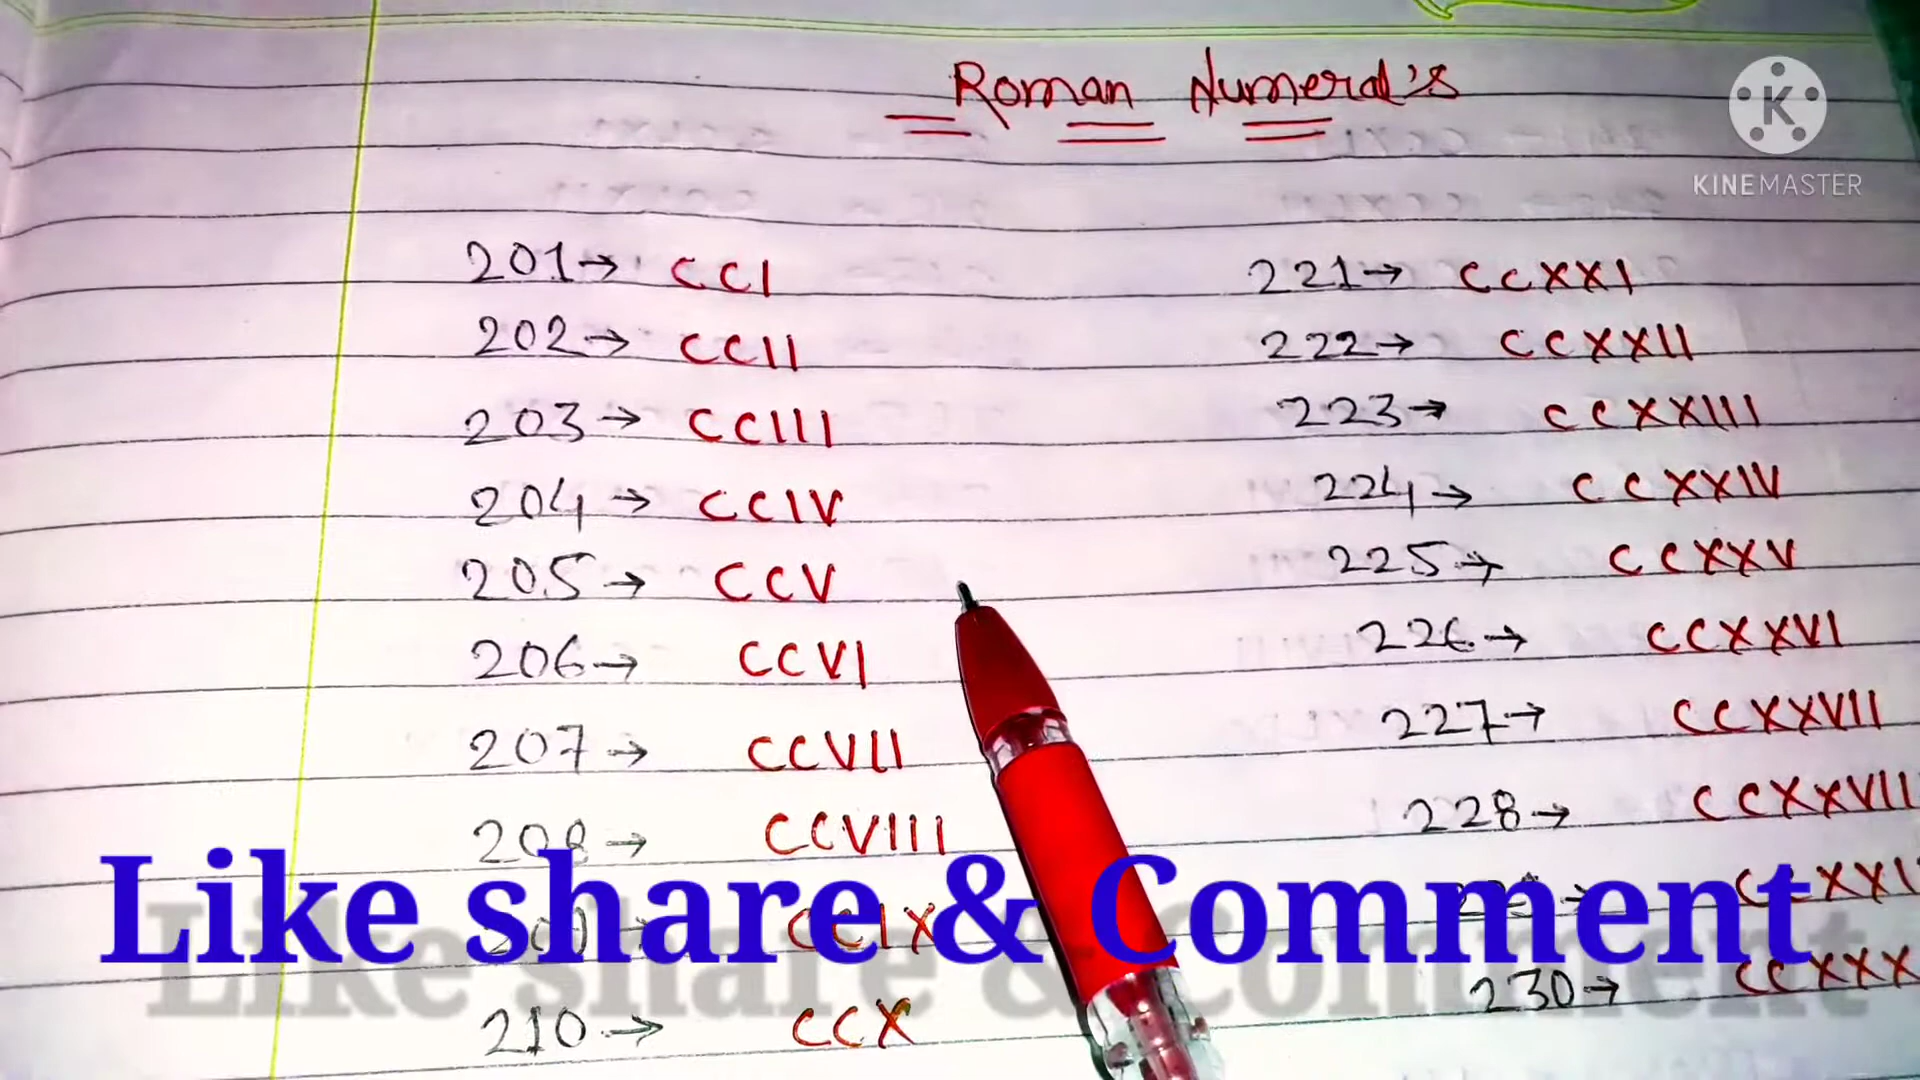 Roman Numeral's
K
KINEMASTER
201→ CCI
202→ CCII
203→ CCIII
204→ CCIV
205→ CCV
206→ CCVI
207→ CCVII
208→ CCVIII
CCIX
210→ CCX
221→ CCXXI
222→ CCXXII
223→ CCXXIII
224→ CCXXIV
225→ CCXXV
226→ CCXXVI
227→ CCXXVII
228→ CCXXVII
230→ CCXXX
Like share & Comment